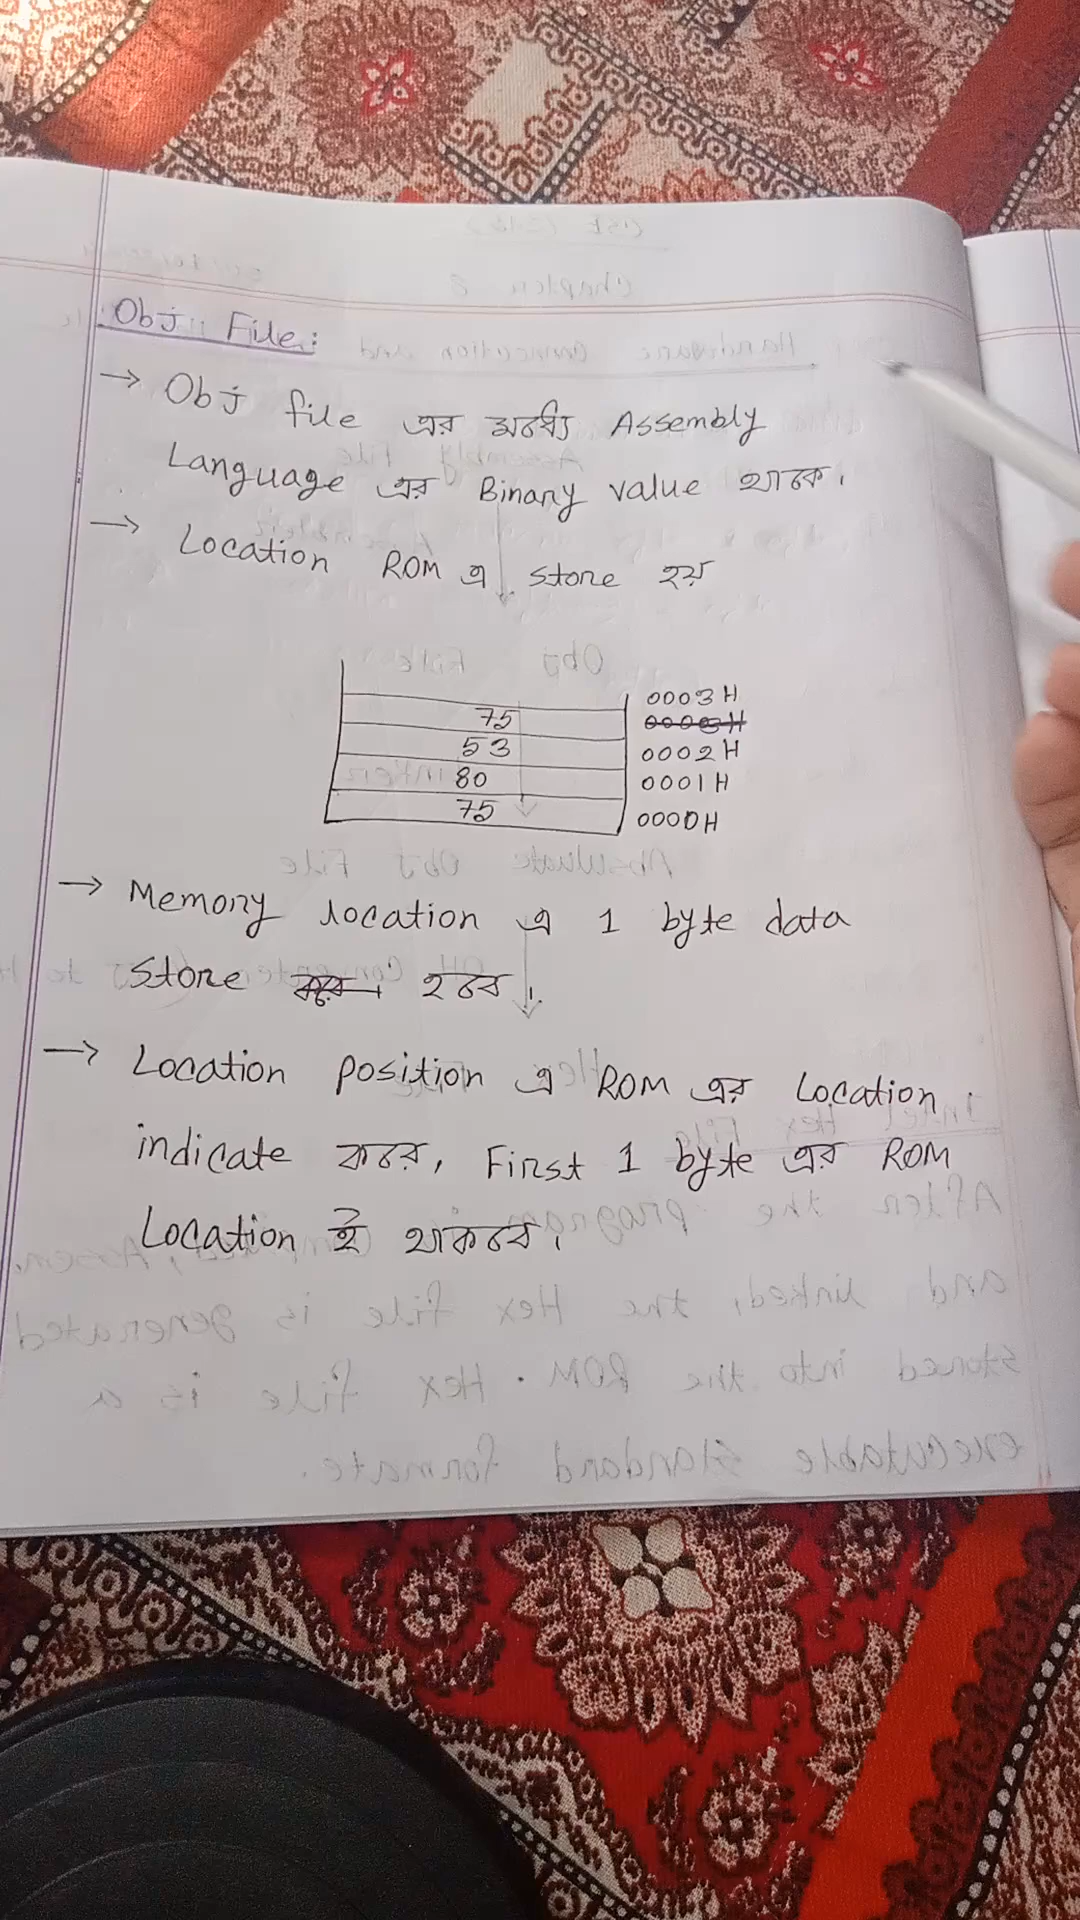 Obj File:
→ Obj file এর মধ্যে Assembly
Language এর Binary value থাকে।
→ Location ROM এ store হয়
0003H
75
53 0002H
80 0001H
75 0000H
→ Memory location এ 1 byte data
store হবে।
→ Location position এ ROM এর Location
indicate করে, First 1 byte এর ROM
Location ই থাকবে।